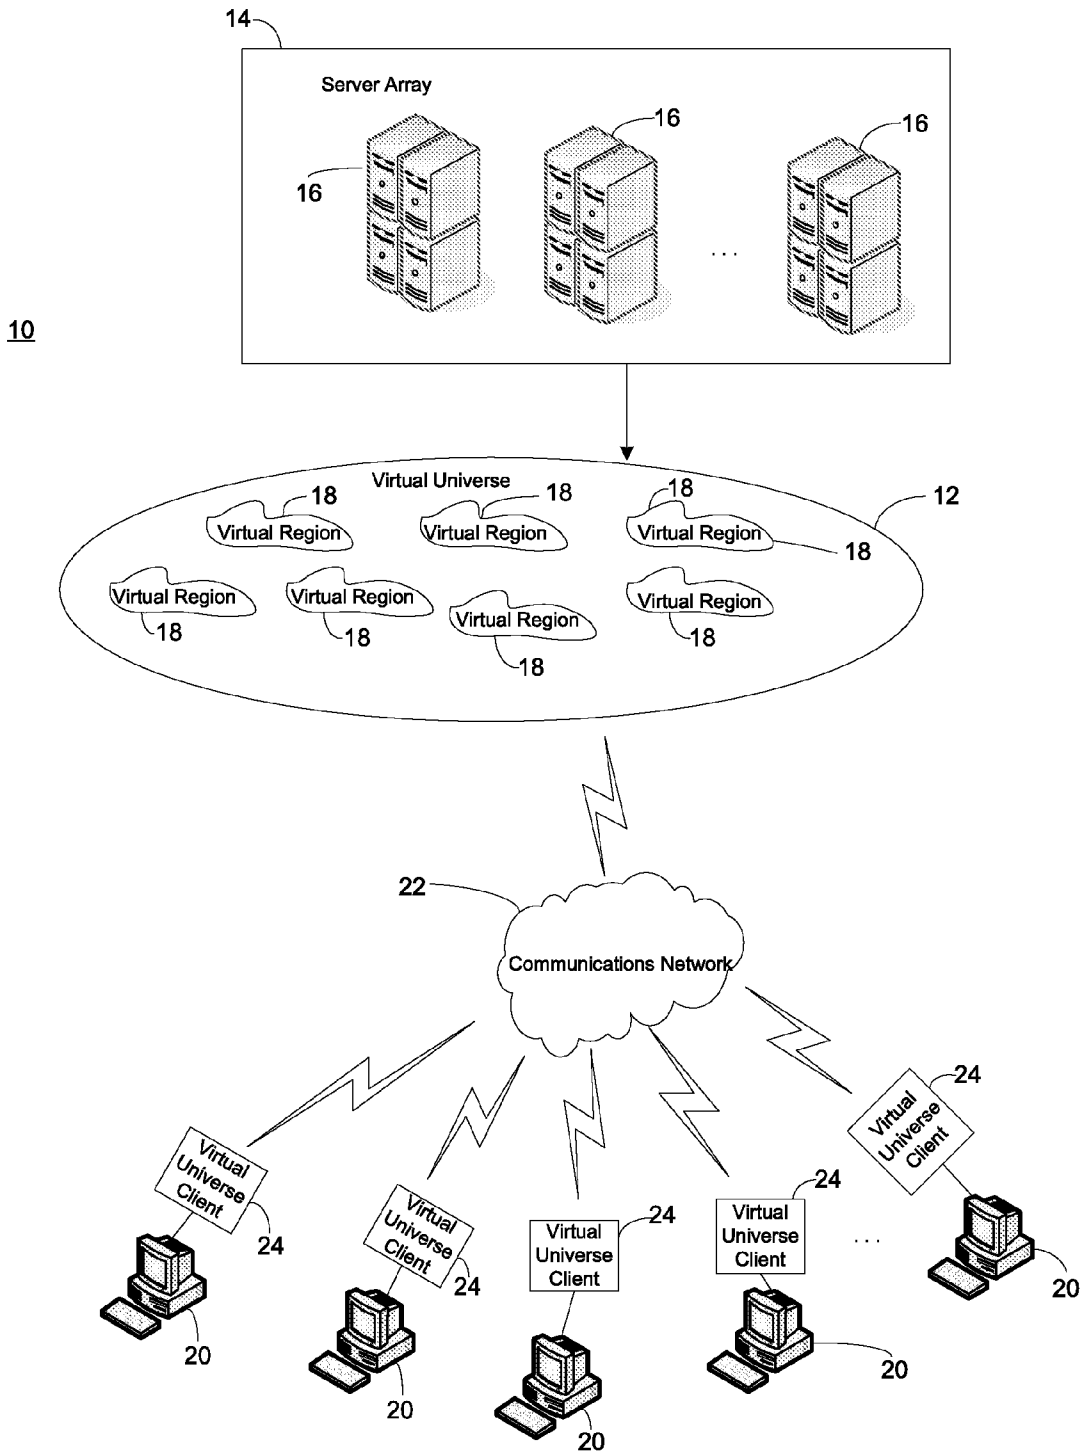 14
Server Array
16
16
16
. . .
10
Virtual Universe
12
18
18
18
Virtual Region
Virtual Region
Virtual Region
18
Virtual Region
Virtual Region
Virtual Region
Virtual Region
18
18
18
18
22
Communications Network
24
Virtual
Universe
Client
24
20
Virtual
Universe
Client
24
20
Virtual
Universe
Client
24
20
Virtual
Universe
Client
24
20
. . .
Virtual
Universe
Client
20